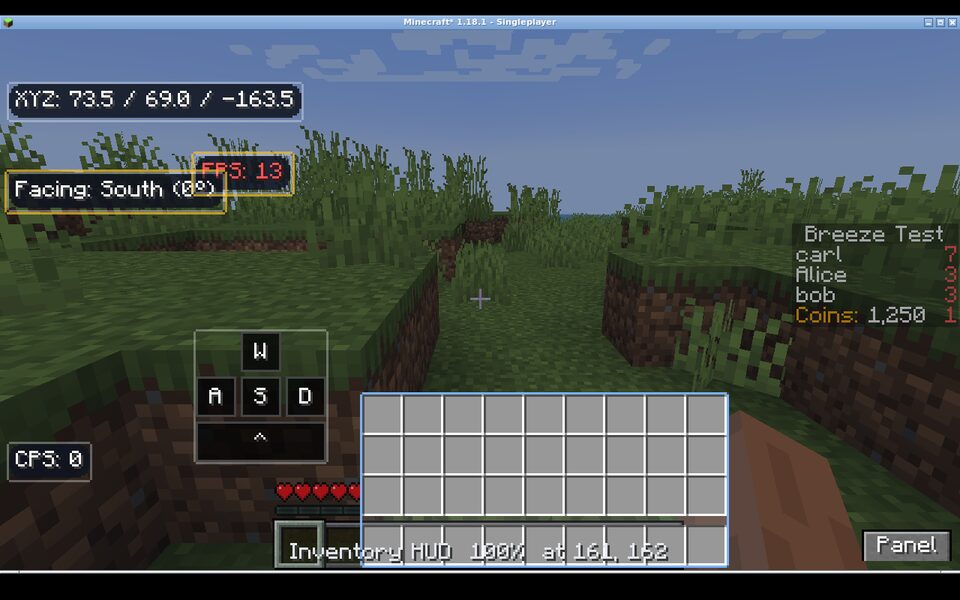 Minecraft* 1.18.1 - Singleplayer
XYZ: 73.5 / 69.0 / -163.5
FPS: 13
Facing: South (0°)
Breeze Test
carl 7
Alice 3
bob 3
Coins: 1,250 1
W
A S D
^
CPS: 0
Inventory HUD 100% at 161, 162
Panel